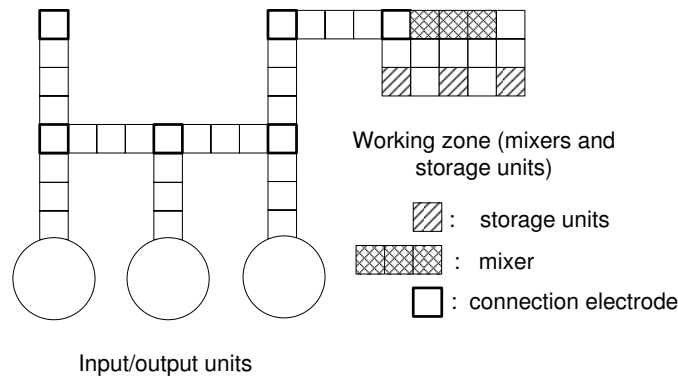 Working zone (mixers and
storage units)
: storage units
: mixer
: connection electrode
Input/output units